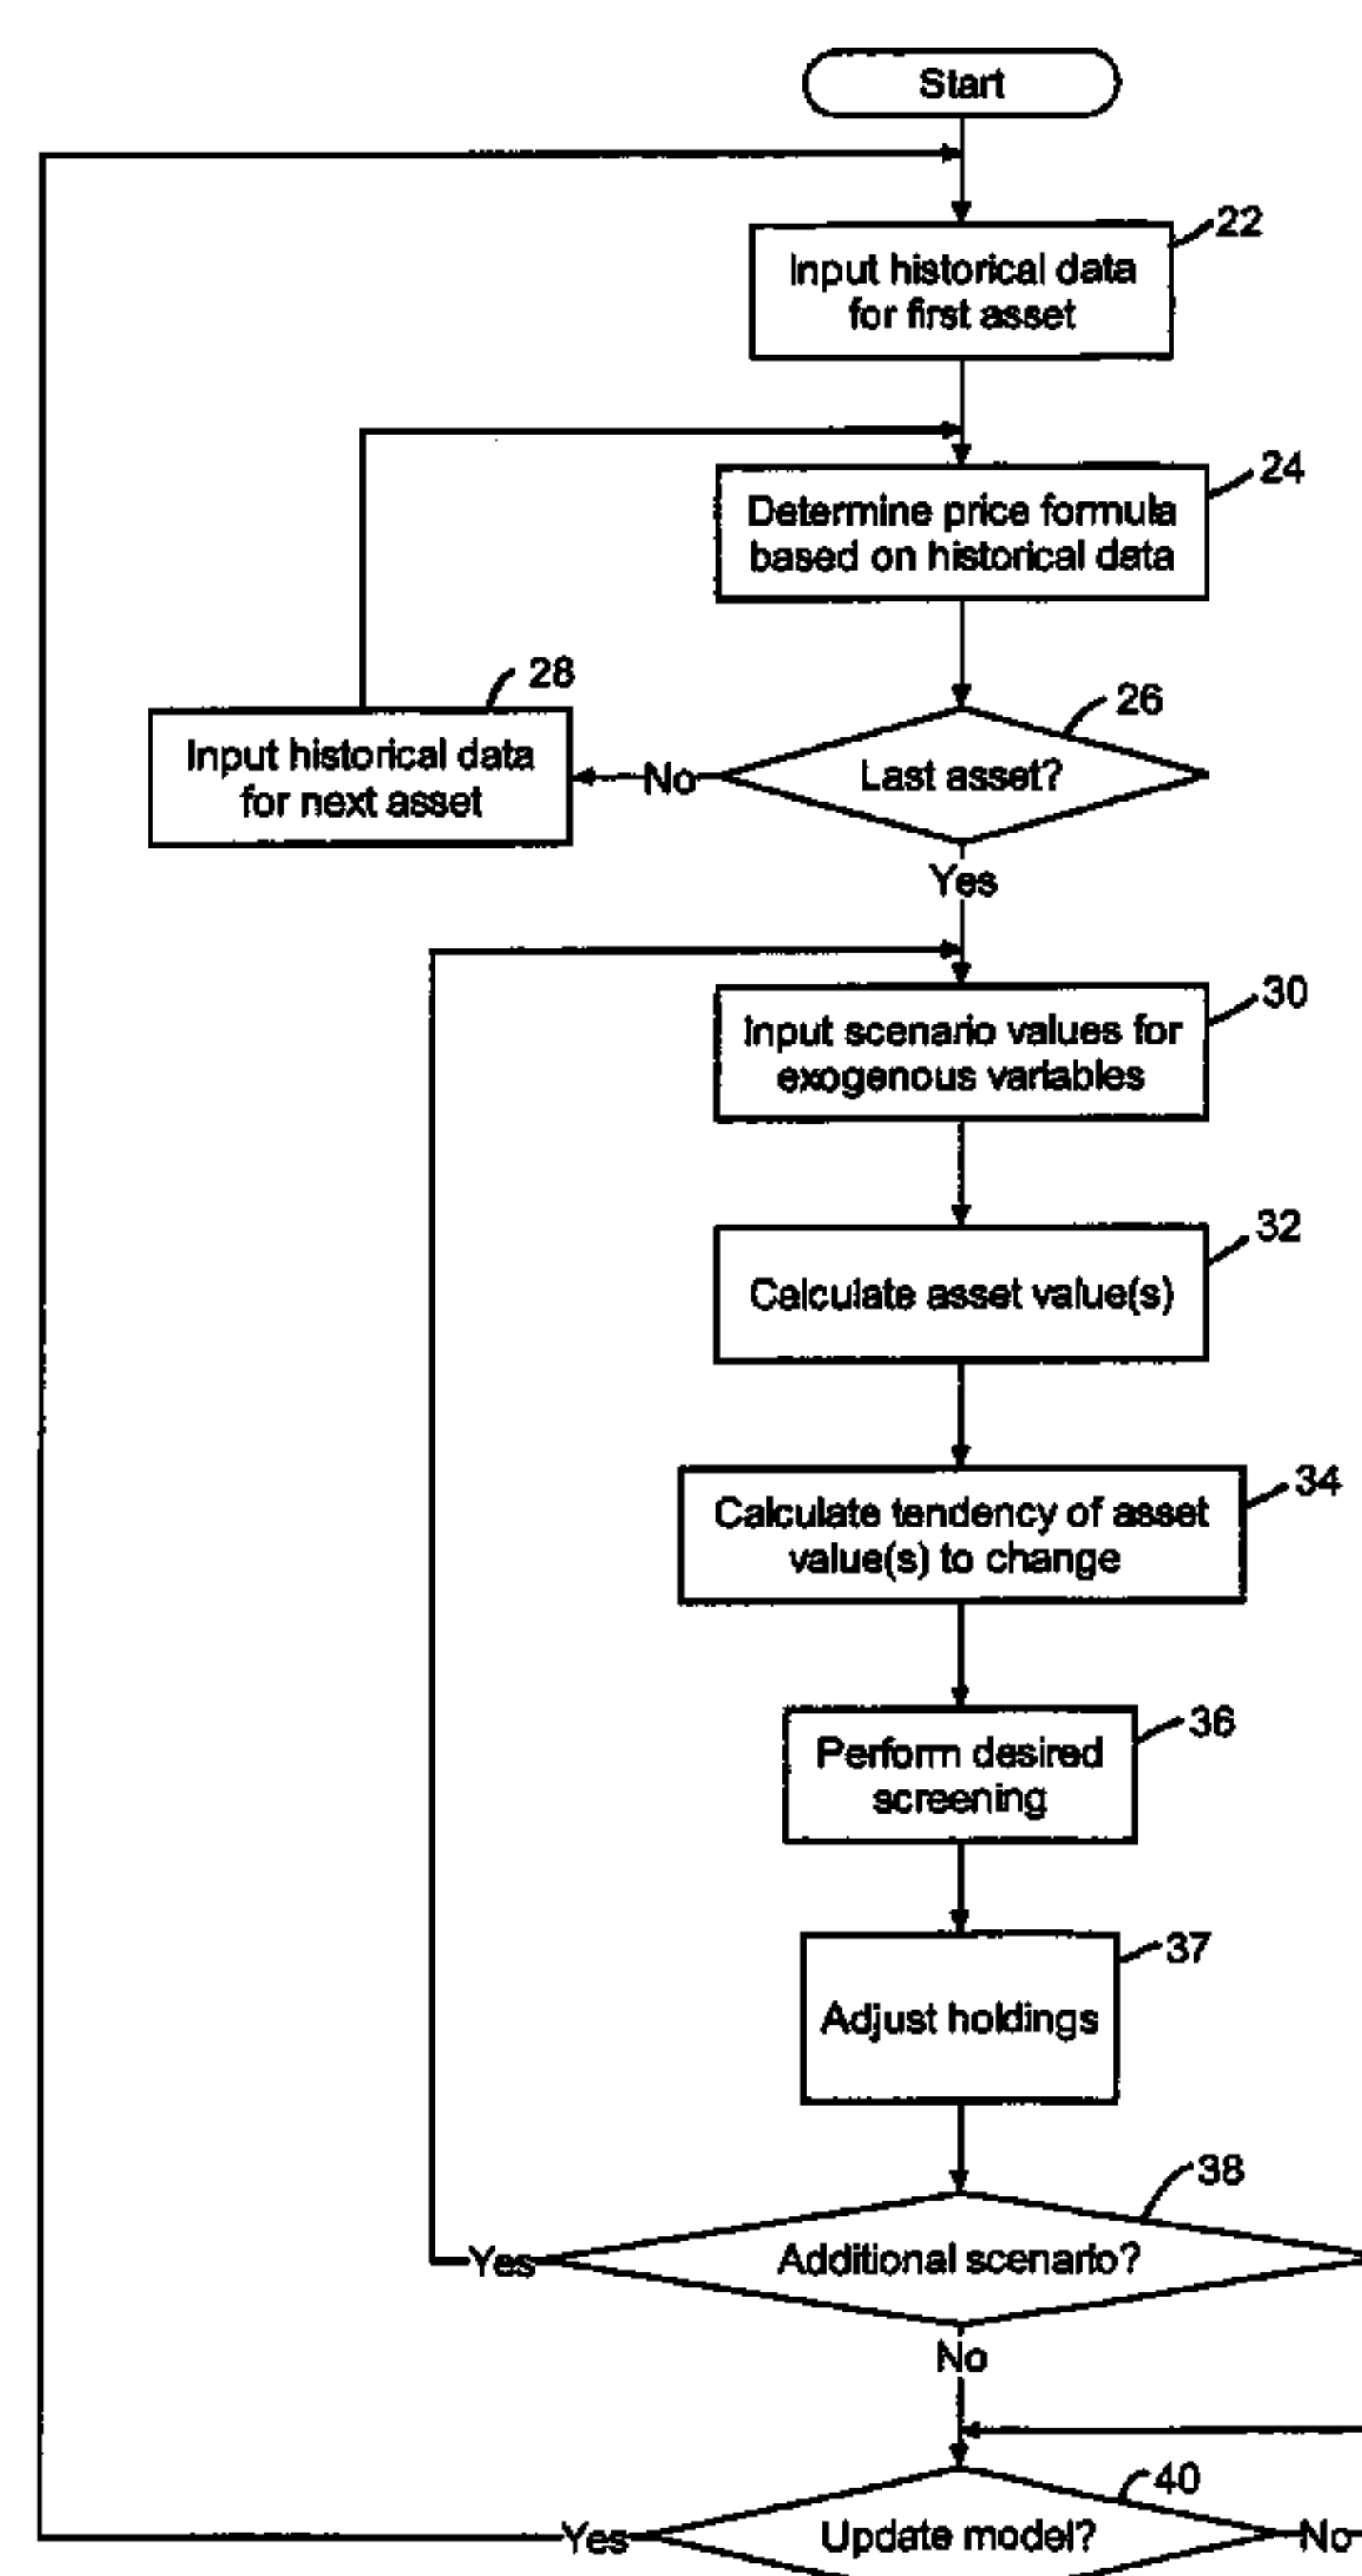 Start
22
Input historical data
for first asset
24
Determine price formula
based on historical data
28
Input historical data
for next asset
26
Last asset?
No
Yes
30
Input scenario values for
exogenous variables
32
Calculate asset value(s)
34
Calculate tendency of asset
value(s) to change
36
Perform desired
screening
37
Adjust holdings
38
Additional scenario?
Yes
No
40
Update model?
Yes
No